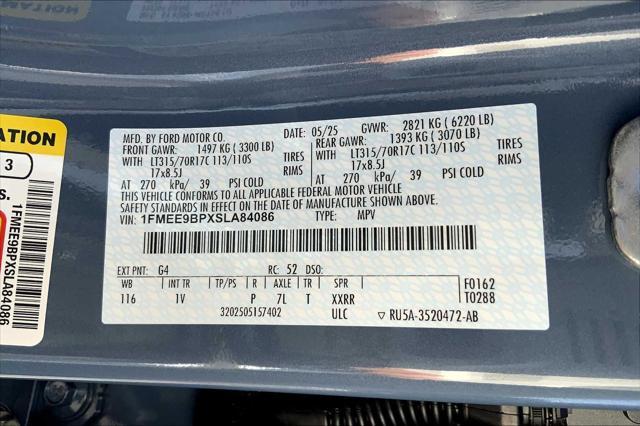 ATION
3
S.
1FMEE9BPXSLA84086
MFD. BY FORD MOTOR CO.
DATE: 05/25
GVWR: 2821 KG ( 6220 LB)
FRONT GAWR: 1497 KG ( 3300 LB)
REAR GAWR: 1393 KG ( 3070 LB)
WITH LT315/70R17C 113/110S TIRES
WITH LT315/70R17C 113/110S TIRES
17x8.5J RIMS
17x8.5J RIMS
AT 270 kPa/ 39 PSI COLD
AT 270 kPa/ 39 PSI COLD
THIS VEHICLE CONFORMS TO ALL APPLICABLE FEDERAL MOTOR VEHICLE
SAFETY STANDARDS IN EFFECT ON THE DATE OF MANUFACTURE SHOWN ABOVE.
VIN: 1FMEE9BPXSLA84086 TYPE: MPV
EXT PNT: G4 RC: 52 DSO:
WB INT TR TP/PS R AXLE TR SPR F0162
116 1V P 7L T XXRR T0288
3202505157402 ULC ▽ RU5A-3520472-AB